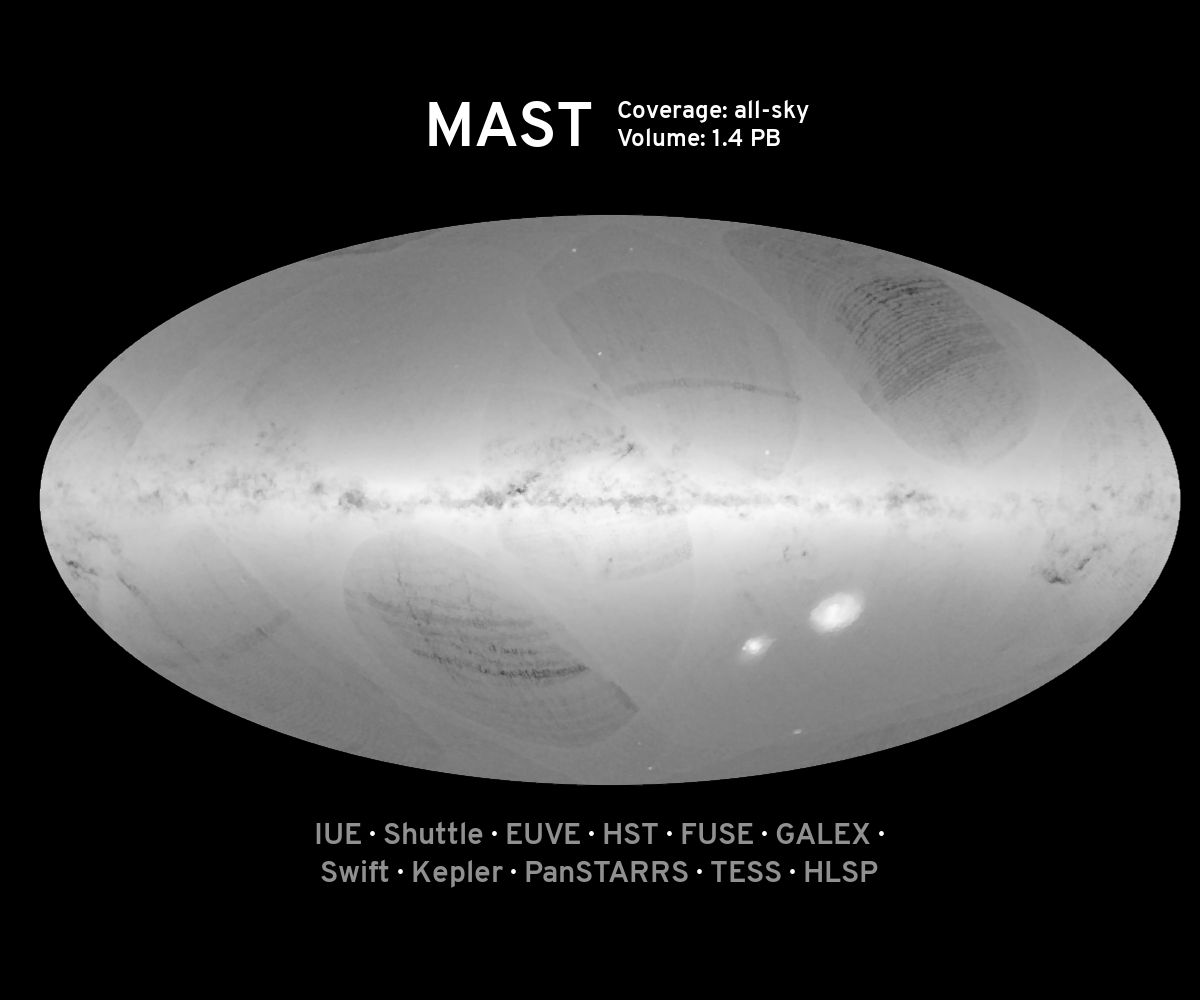 MAST
Coverage: all-sky
Volume: 1.4 PB
IUE · Shuttle · EUVE · HST · FUSE · GALEX ·
Swift · Kepler · PanSTARRS · TESS · HLSP